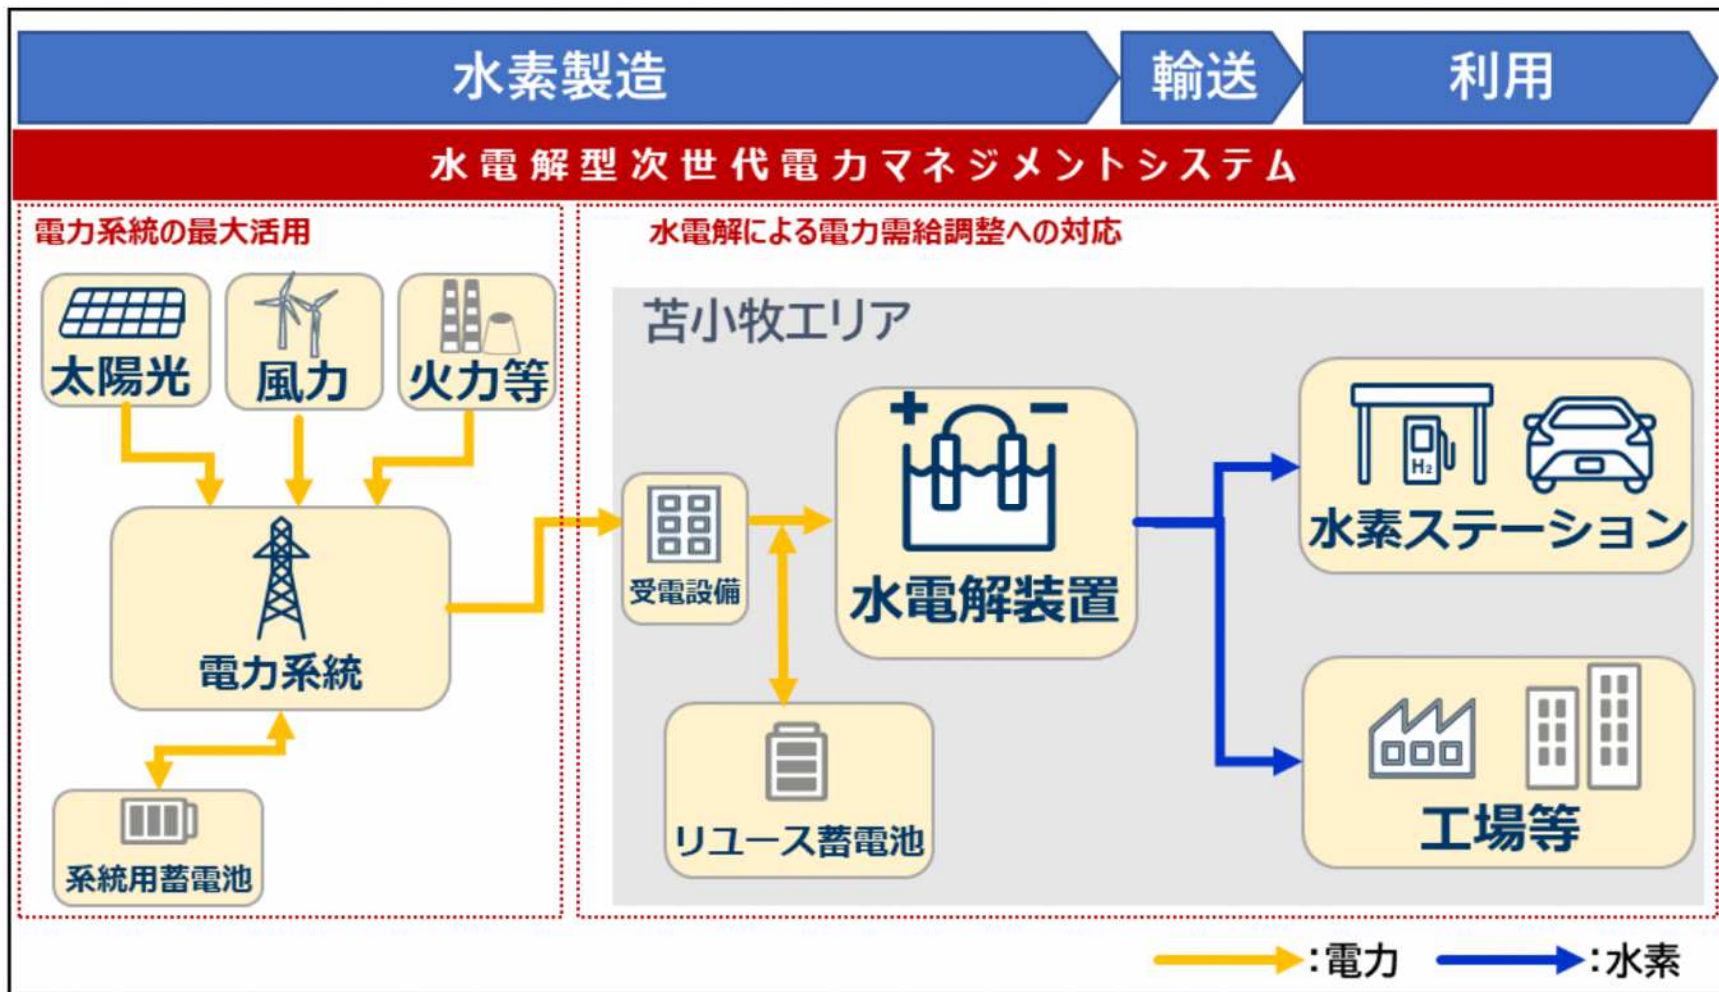 水素製造
輸送
利用
水電解型次世代電力マネジメントシステム
電力系統の最大活用
水電解による電力需給調整への対応
太陽光
風力
火力等
電力系統
系統用蓄電池
苫小牧エリア
受電設備
水電解装置
リユース蓄電池
H₂
水素ステーション
工場等
:電力
:水素